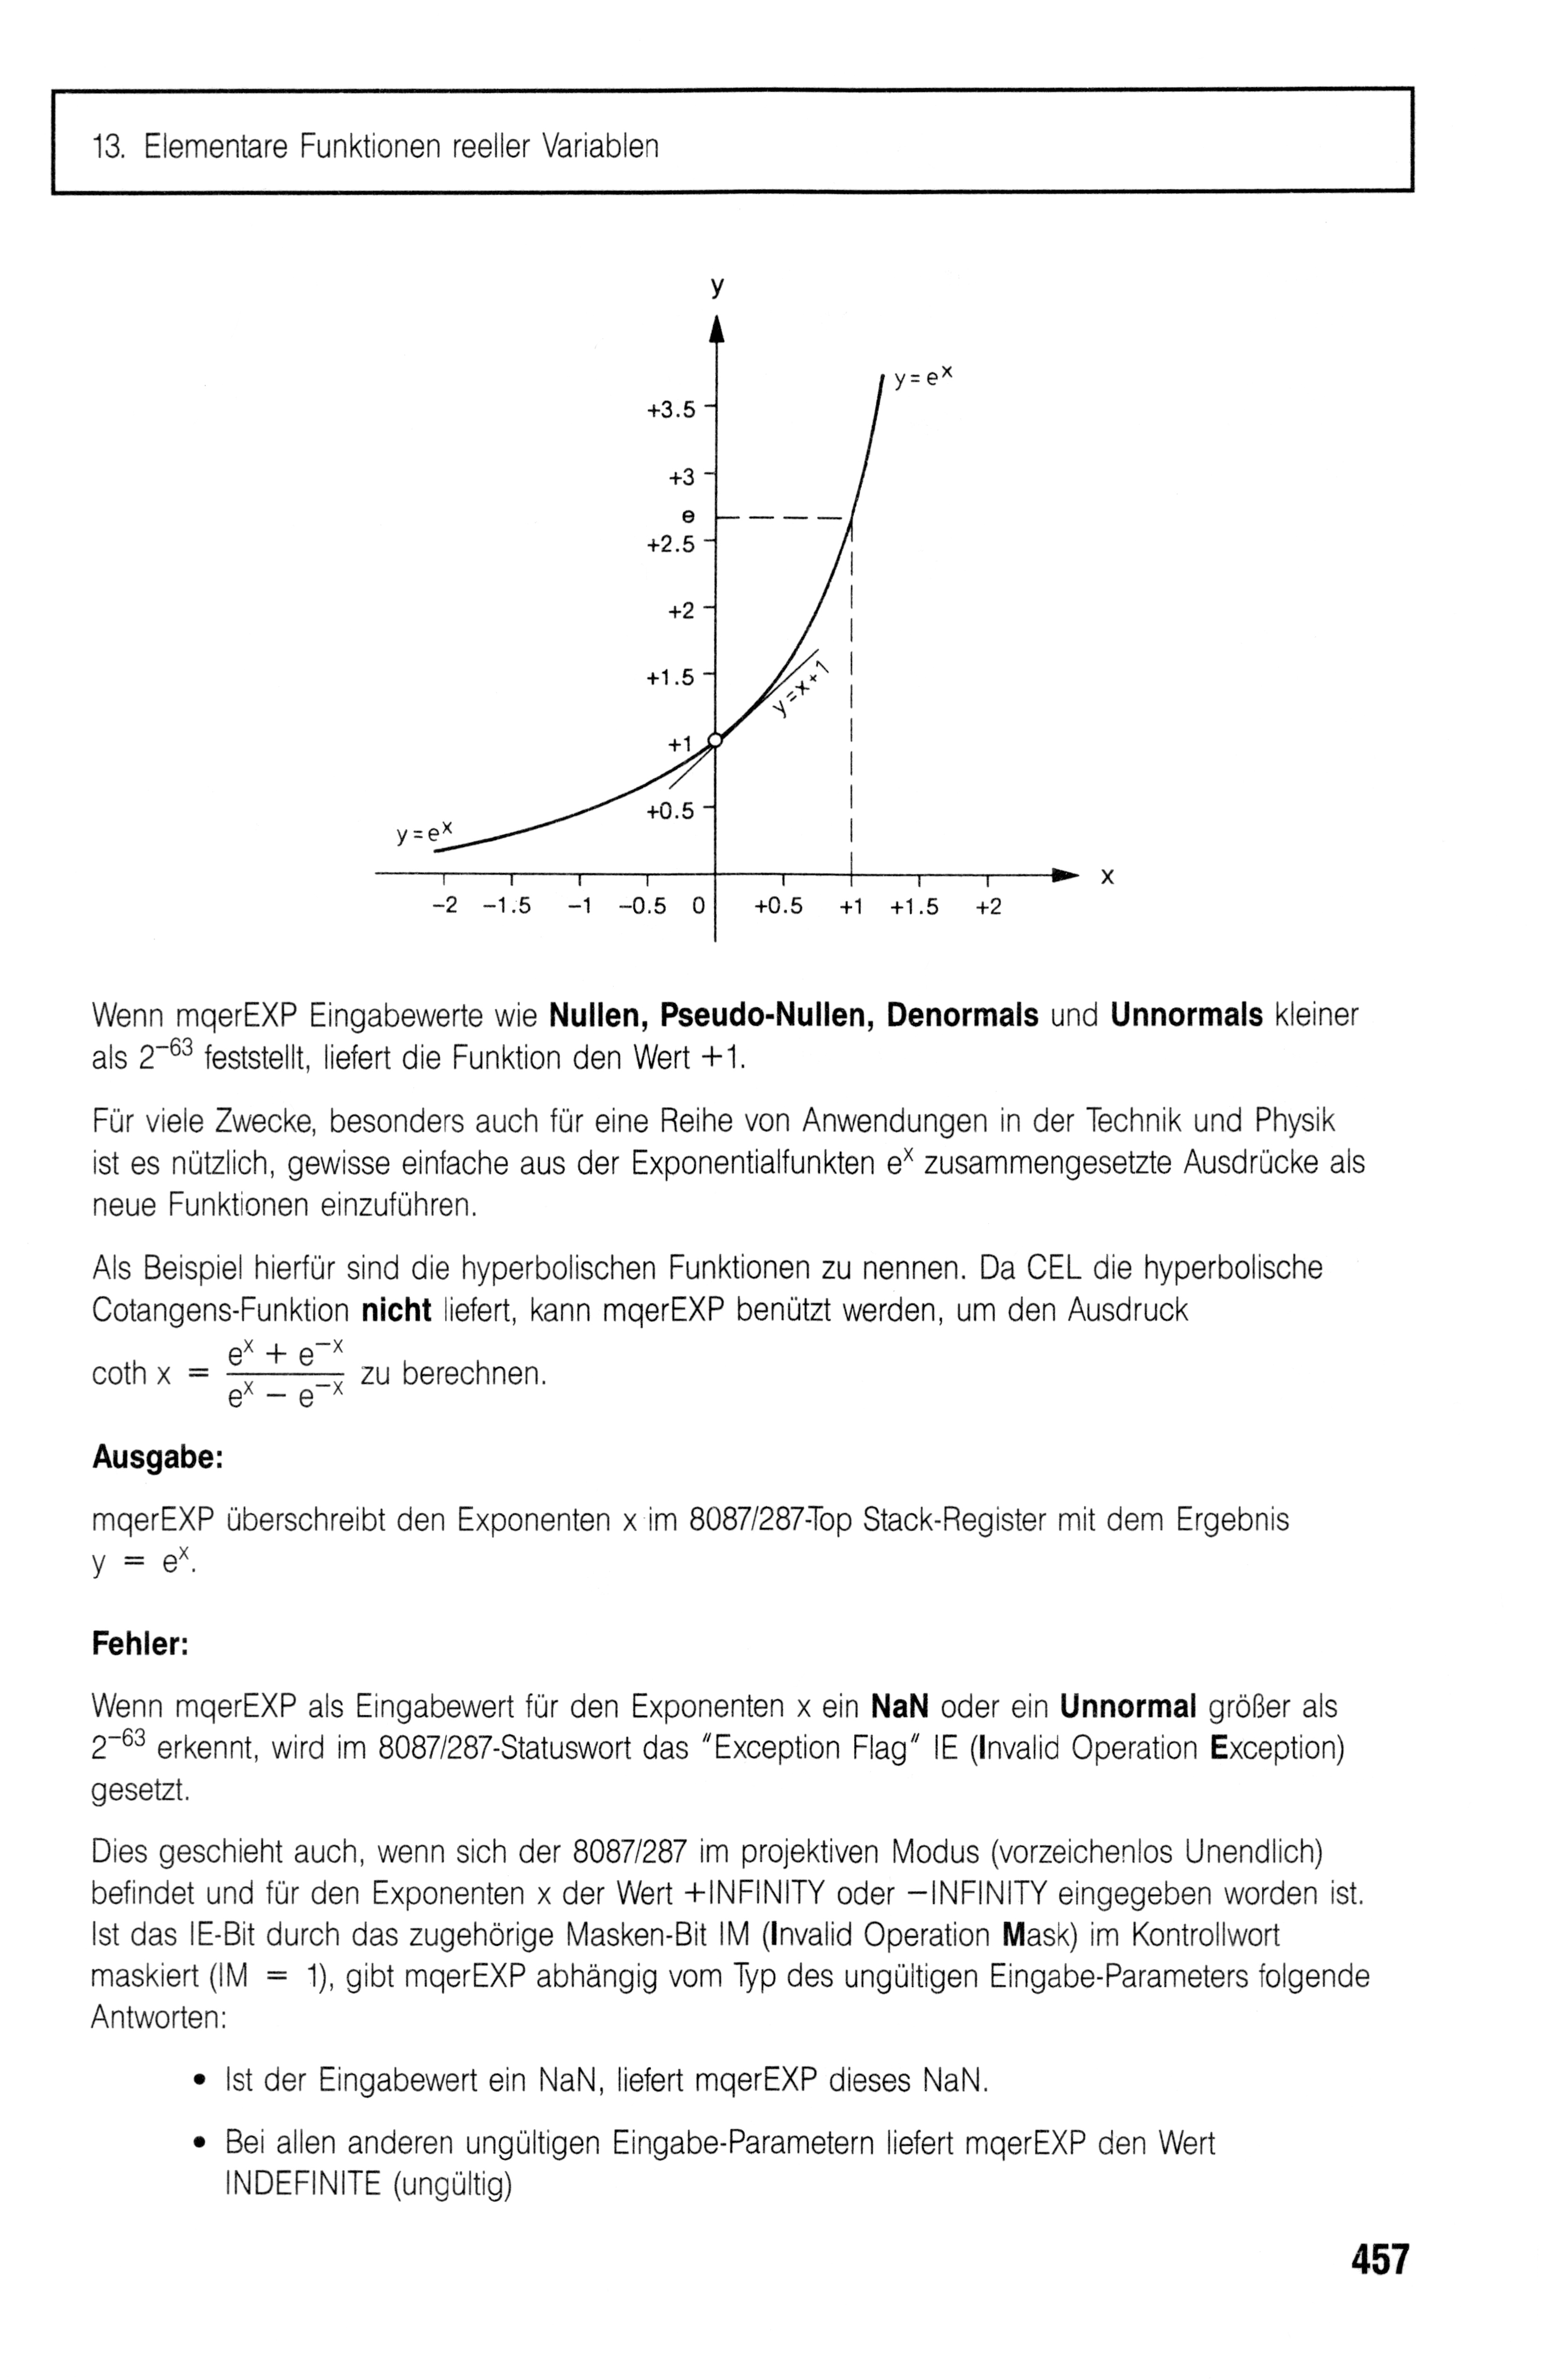 13. Elementare Funktionen reeller Variablen
y
y = eˣ
+3.5
+3
e
+2.5
+2
+1.5
y = x + 1
+1
+0.5
y = eˣ
x
−2 −1.5 −1 −0.5 0 +0.5 +1 +1.5 +2
Wenn mqerEXP Eingabewerte wie Nullen, Pseudo-Nullen, Denormals und Unnormals kleiner
als 2⁻⁶³ feststellt, liefert die Funktion den Wert +1.
Für viele Zwecke, besonders auch für eine Reihe von Anwendungen in der Technik und Physik
ist es nützlich, gewisse einfache aus der Exponentialfunkten eˣ zusammengesetzte Ausdrücke als
neue Funktionen einzuführen.
Als Beispiel hierfür sind die hyperbolischen Funktionen zu nennen. Da CEL die hyperbolische
Cotangens-Funktion nicht liefert, kann mqerEXP benützt werden, um den Ausdruck
eˣ + e⁻ˣ
coth x = zu berechnen.
eˣ − e⁻ˣ
Ausgabe:
mqerEXP überschreibt den Exponenten x im 8087/287-Top Stack-Register mit dem Ergebnis
y = eˣ.
Fehler:
Wenn mqerEXP als Eingabewert für den Exponenten x ein NaN oder ein Unnormal größer als
2⁻⁶³ erkennt, wird im 8087/287-Statuswort das "Exception Flag" IE (Invalid Operation Exception)
gesetzt.
Dies geschieht auch, wenn sich der 8087/287 im projektiven Modus (vorzeichenlos Unendlich)
befindet und für den Exponenten x der Wert +INFINITY oder −INFINITY eingegeben worden ist.
Ist das IE-Bit durch das zugehörige Masken-Bit IM (Invalid Operation Mask) im Kontrollwort
maskiert (IM = 1), gibt mqerEXP abhängig vom Typ des ungültigen Eingabe-Parameters folgende
Antworten:
• Ist der Eingabewert ein NaN, liefert mqerEXP dieses NaN.
• Bei allen anderen ungültigen Eingabe-Parametern liefert mqerEXP den Wert
INDEFINITE (ungültig)
457